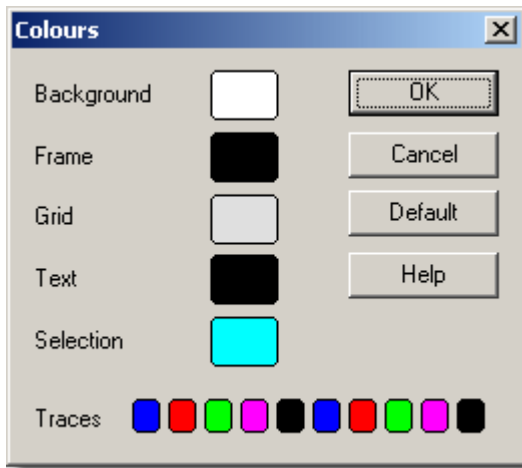 Colours
Background OK
Frame Cancel
Grid Default
Text Help
Selection
Traces